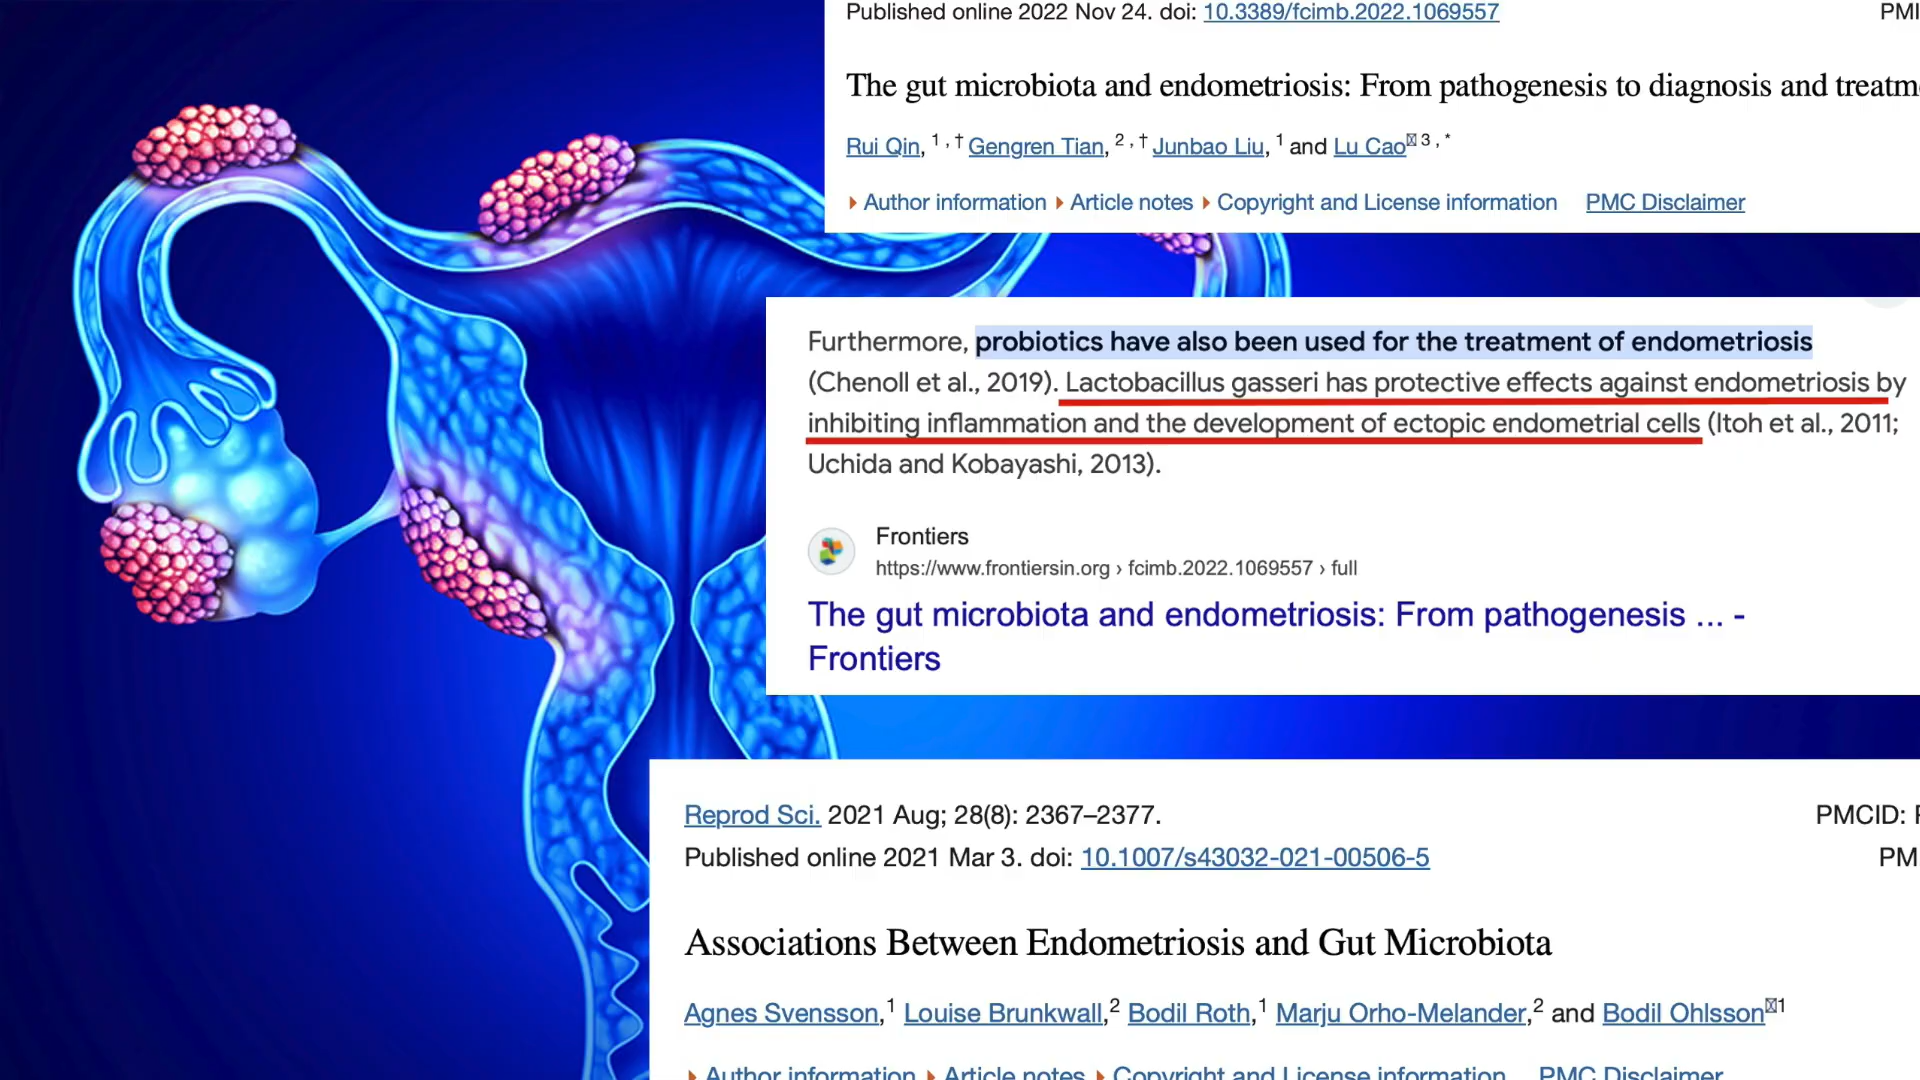 Published online 2022 Nov 24. doi: 10.3389/fcimb.2022.1069557
The gut microbiota and endometriosis: From pathogenesis to diagnosis and
Rui Qin, 1 , † Gengren Tian, 2 , † Junbao Liu, 1 and Lu Cao 3 , *
Author information Article notes Copyright and License information PMC Disclaimer
Furthermore, probiotics have also been used for the treatment of endometriosis
(Chenoll et al., 2019). Lactobacillus gasseri has protective effects against endometriosis by
inhibiting inflammation and the development of ectopic endometrial cells (Itoh et al., 2011;
Uchida and Kobayashi, 2013).
Frontiers
https://www.frontiersin.org › fcimb.2022.1069557 › full
The gut microbiota and endometriosis: From pathogenesis ... -
Frontiers
Reprod Sci. 2021 Aug; 28(8): 2367–2377. PMCID:
Published online 2021 Mar 3. doi: 10.1007/s43032-021-00506-5
Associations Between Endometriosis and Gut Microbiota
Agnes Svensson,1 Louise Brunkwall,2 Bodil Roth,1 Marju Orho-Melander,2 and Bodil Ohlsson1
Author information Article notes Copyright and License information PMC Disclaimer